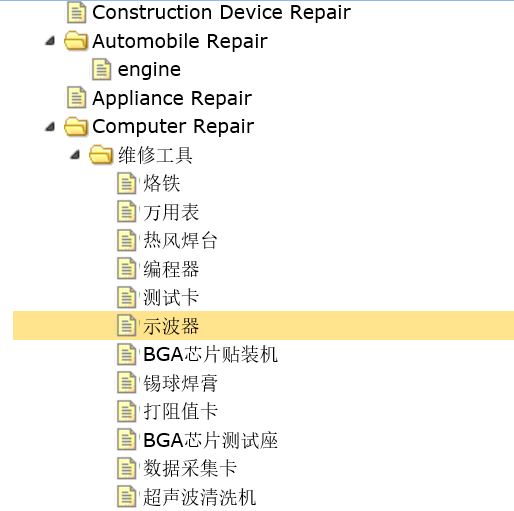 Construction Device Repair
Automobile Repair
engine
Appliance Repair
Computer Repair
维修工具
烙铁
万用表
热风焊台
编程器
测试卡
示波器
BGA芯片贴装机
锡球焊膏
打阻值卡
BGA芯片测试座
数据采集卡
超声波清洗机